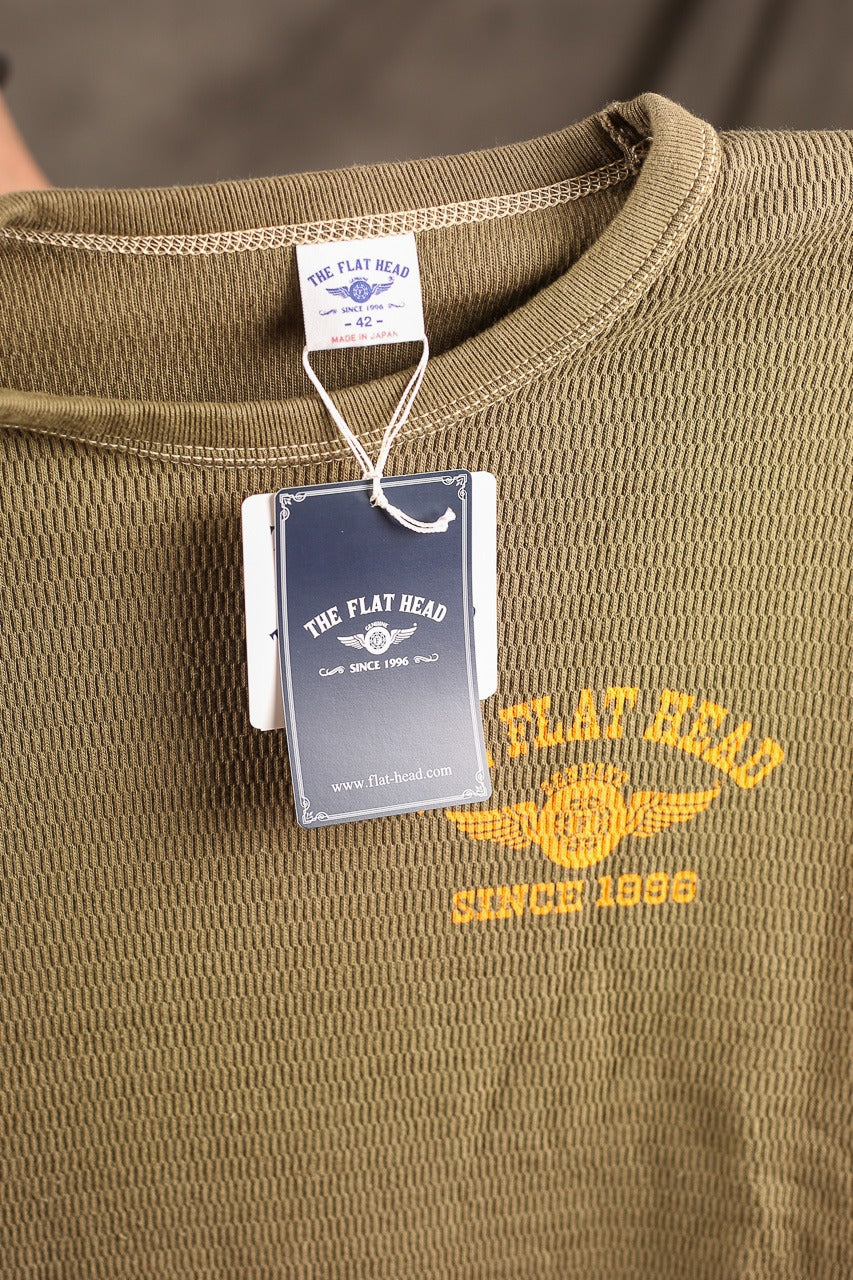 THE FLAT HEAD
SINCE 1996
- 42 -
MADE IN JAPAN
THE FLAT HEAD
GENUINE
SINCE 1996
www.flat-head.com
FLAT HEAD
SINCE 1996